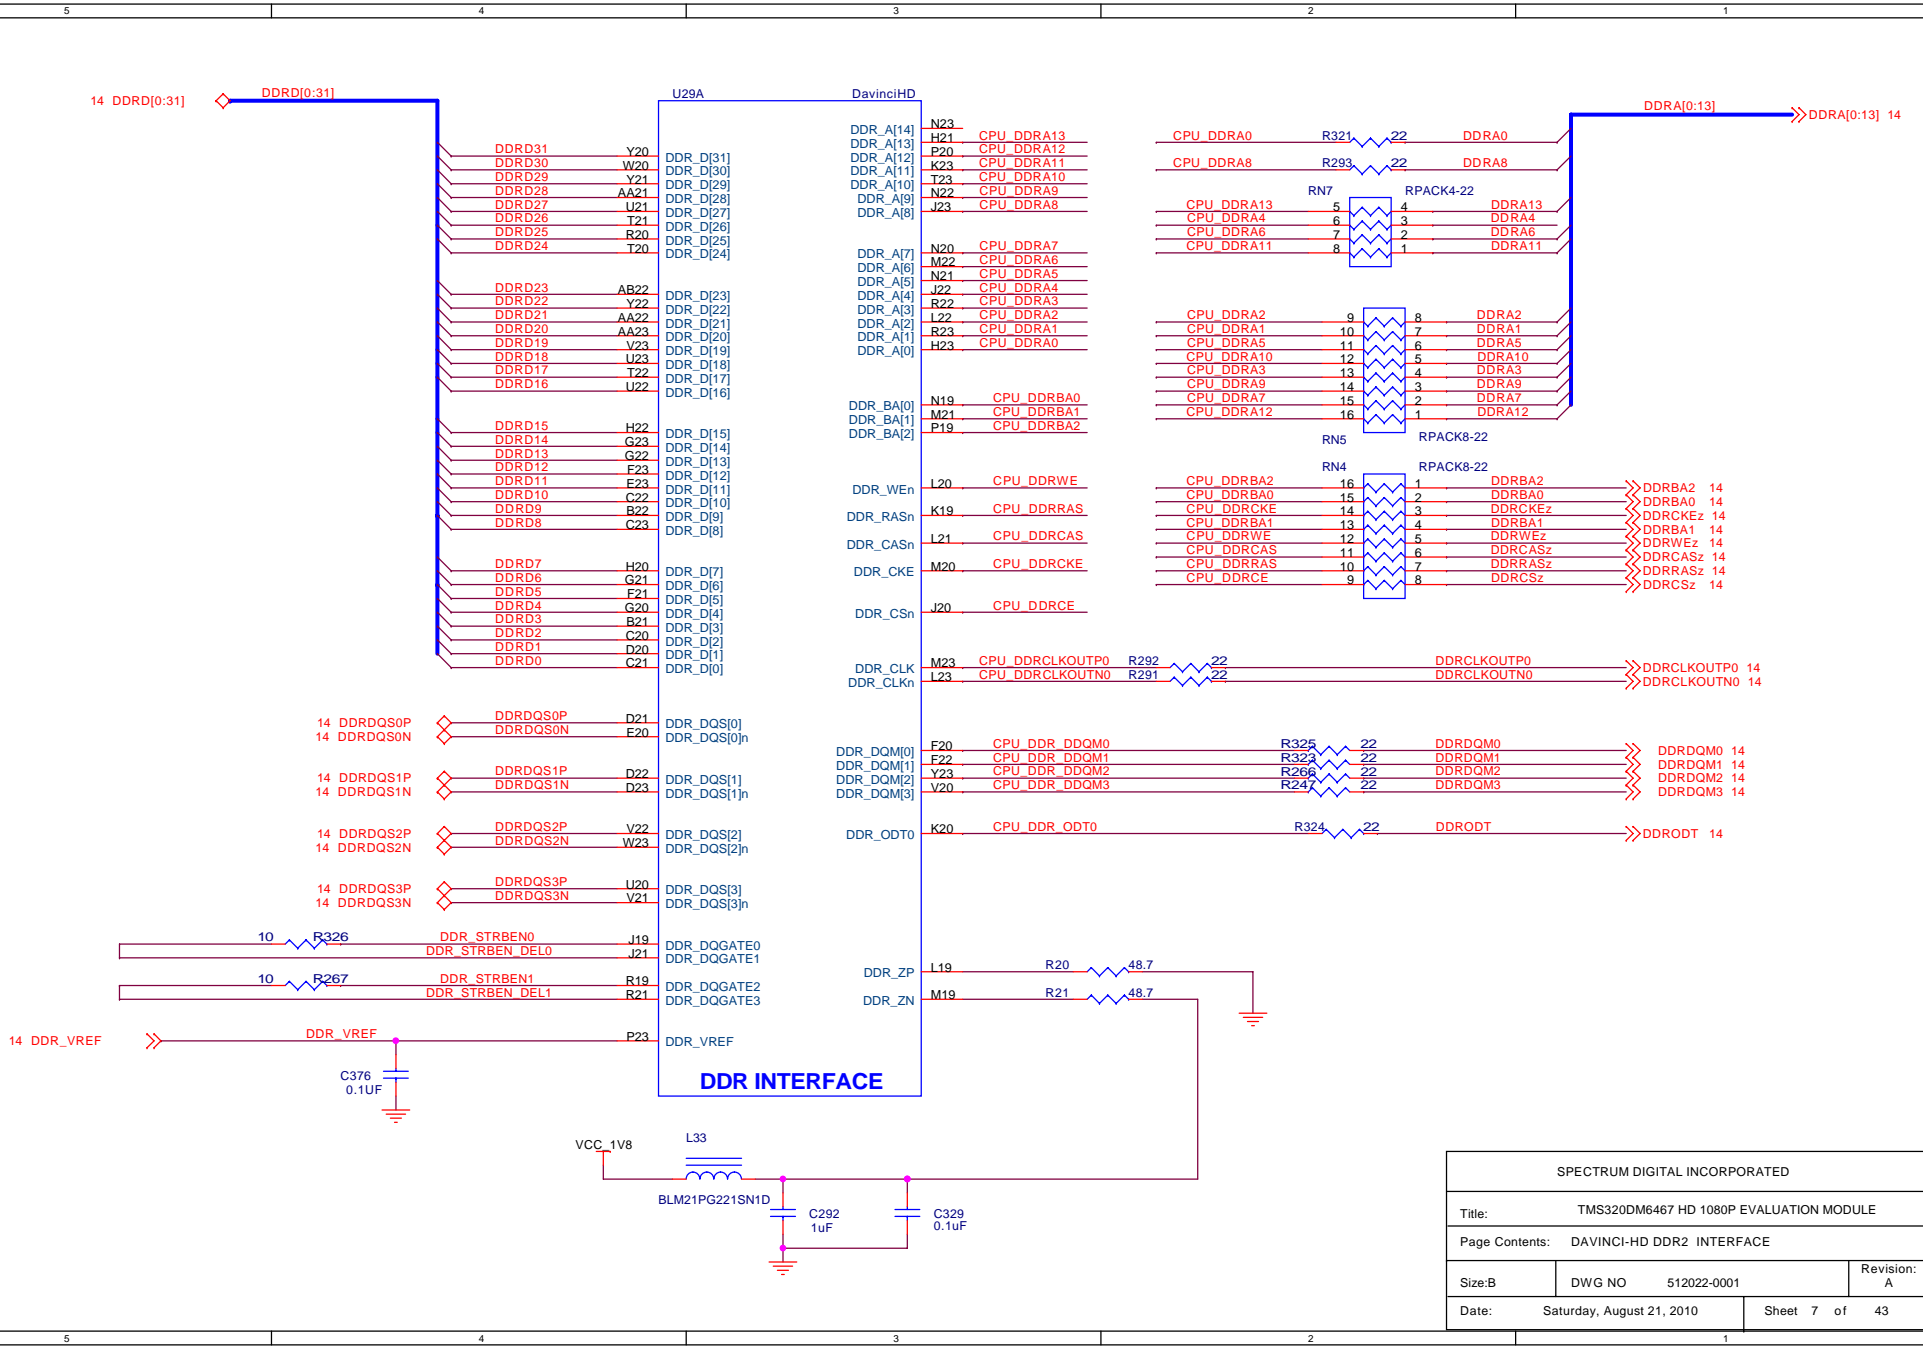 5 4 3 2 1
14 DDRD[0:31] DDRD[0:31]
U29A DavinciHD
DDRA[0:13] DDRA[0:13] 14
DDRD31 Y20 DDR_D[31]
DDRD30 W20 DDR_D[30]
DDRD29 Y21 DDR_D[29]
DDRD28 AA21 DDR_D[28]
DDRD27 U21 DDR_D[27]
DDRD26 T21 DDR_D[26]
DDRD25 R20 DDR_D[25]
DDRD24 T20 DDR_D[24]
DDRD23 AB22 DDR_D[23]
DDRD22 Y22 DDR_D[22]
DDRD21 AA22 DDR_D[21]
DDRD20 AA23 DDR_D[20]
DDRD19 V23 DDR_D[19]
DDRD18 U23 DDR_D[18]
DDRD17 T22 DDR_D[17]
DDRD16 U22 DDR_D[16]
DDRD15 H22 DDR_D[15]
DDRD14 G23 DDR_D[14]
DDRD13 G22 DDR_D[13]
DDRD12 F23 DDR_D[12]
DDRD11 E23 DDR_D[11]
DDRD10 C22 DDR_D[10]
DDRD9 B22 DDR_D[9]
DDRD8 C23 DDR_D[8]
DDRD7 H20 DDR_D[7]
DDRD6 G21 DDR_D[6]
DDRD5 F21 DDR_D[5]
DDRD4 G20 DDR_D[4]
DDRD3 B21 DDR_D[3]
DDRD2 C20 DDR_D[2]
DDRD1 D20 DDR_D[1]
DDRD0 C21 DDR_D[0]
14 DDRDQS0P DDRDQS0P D21 DDR_DQS[0]
14 DDRDQS0N DDRDQS0N E20 DDR_DQS[0]n
14 DDRDQS1P DDRDQS1P D22 DDR_DQS[1]
14 DDRDQS1N DDRDQS1N D23 DDR_DQS[1]n
14 DDRDQS2P DDRDQS2P V22 DDR_DQS[2]
14 DDRDQS2N DDRDQS2N W23 DDR_DQS[2]n
14 DDRDQS3P DDRDQS3P U20 DDR_DQS[3]
14 DDRDQS3N DDRDQS3N V21 DDR_DQS[3]n
10 R326 DDR_STRBEN0 J19 DDR_DQGATE0
DDR_STRBEN_DEL0 J21 DDR_DQGATE1
10 R267 DDR_STRBEN1 R19 DDR_DQGATE2
DDR_STRBEN_DEL1 R21 DDR_DQGATE3
14 DDR_VREF DDR_VREF P23 DDR_VREF
C376
0.1UF
DDR INTERFACE
DDR_A[14] N23
DDR_A[13] H21 CPU_DDRA13
DDR_A[12] P20 CPU_DDRA12
DDR_A[11] K23 CPU_DDRA11
DDR_A[10] T23 CPU_DDRA10
DDR_A[9] N22 CPU_DDRA9
DDR_A[8] J23 CPU_DDRA8
DDR_A[7] N20 CPU_DDRA7
DDR_A[6] M22 CPU_DDRA6
DDR_A[5] N21 CPU_DDRA5
DDR_A[4] J22 CPU_DDRA4
DDR_A[3] R22 CPU_DDRA3
DDR_A[2] L22 CPU_DDRA2
DDR_A[1] R23 CPU_DDRA1
DDR_A[0] H23 CPU_DDRA0
DDR_BA[0] N19 CPU_DDRBA0
DDR_BA[1] M21 CPU_DDRBA1
DDR_BA[2] P19 CPU_DDRBA2
DDR_WEn L20 CPU_DDRWE
DDR_RASn K19 CPU_DDRRAS
DDR_CASn L21 CPU_DDRCAS
DDR_CKE M20 CPU_DDRCKE
DDR_CSn J20 CPU_DDRCE
DDR_CLK M23 CPU_DDRCLKOUTP0 R292 22 DDRCLKOUTP0 DDRCLKOUTP0 14
DDR_CLKn L23 CPU_DDRCLKOUTN0 R291 22 DDRCLKOUTN0 DDRCLKOUTN0 14
DDR_DQM[0] F20 CPU_DDR_DDQM0 R325 22 DDRDQM0 DDRDQM0 14
DDR_DQM[1] F22 CPU_DDR_DDQM1 R323 22 DDRDQM1 DDRDQM1 14
DDR_DQM[2] Y23 CPU_DDR_DDQM2 R266 22 DDRDQM2 DDRDQM2 14
DDR_DQM[3] V20 CPU_DDR_DDQM3 R247 22 DDRDQM3 DDRDQM3 14
DDR_ODT0 K20 CPU_DDR_ODT0 R324 22 DDRODT DDRODT 14
DDR_ZP L19 R20 48.7
DDR_ZN M19 R21 48.7
CPU_DDRA0 R321 22 DDRA0
CPU_DDRA8 R293 22 DDRA8
RN7 RPACK4-22
CPU_DDRA13 5 4 DDRA13
CPU_DDRA4 6 3 DDRA4
CPU_DDRA6 7 2 DDRA6
CPU_DDRA11 8 1 DDRA11
CPU_DDRA2 9 8 DDRA2
CPU_DDRA1 10 7 DDRA1
CPU_DDRA5 11 6 DDRA5
CPU_DDRA10 12 5 DDRA10
CPU_DDRA3 13 4 DDRA3
CPU_DDRA9 14 3 DDRA9
CPU_DDRA7 15 2 DDRA7
CPU_DDRA12 16 1 DDRA12
RN5 RPACK8-22
RN4 RPACK8-22
CPU_DDRBA2 16 1 DDRBA2 DDRBA2 14
CPU_DDRBA0 15 2 DDRBA0 DDRBA0 14
CPU_DDRCKE 14 3 DDRCKEz DDRCKEz 14
CPU_DDRBA1 13 4 DDRBA1 DDRBA1 14
CPU_DDRWE 12 5 DDRWEz DDRWEz 14
CPU_DDRCAS 11 6 DDRCASz DDRCASz 14
CPU_DDRRAS 10 7 DDRRASz DDRRASz 14
CPU_DDRCE 9 8 DDRCSz DDRCSz 14
VCC_1V8 L33
BLM21PG221SN1D
C292
1uF
C329
0.1uF
SPECTRUM DIGITAL INCORPORATED
Title: TMS320DM6467 HD 1080P EVALUATION MODULE
Page Contents: DAVINCI-HD DDR2 INTERFACE
Size:B DWG NO 512022-0001 Revision: A
Date: Saturday, August 21, 2010 Sheet 7 of 43
5 4 3 2 1